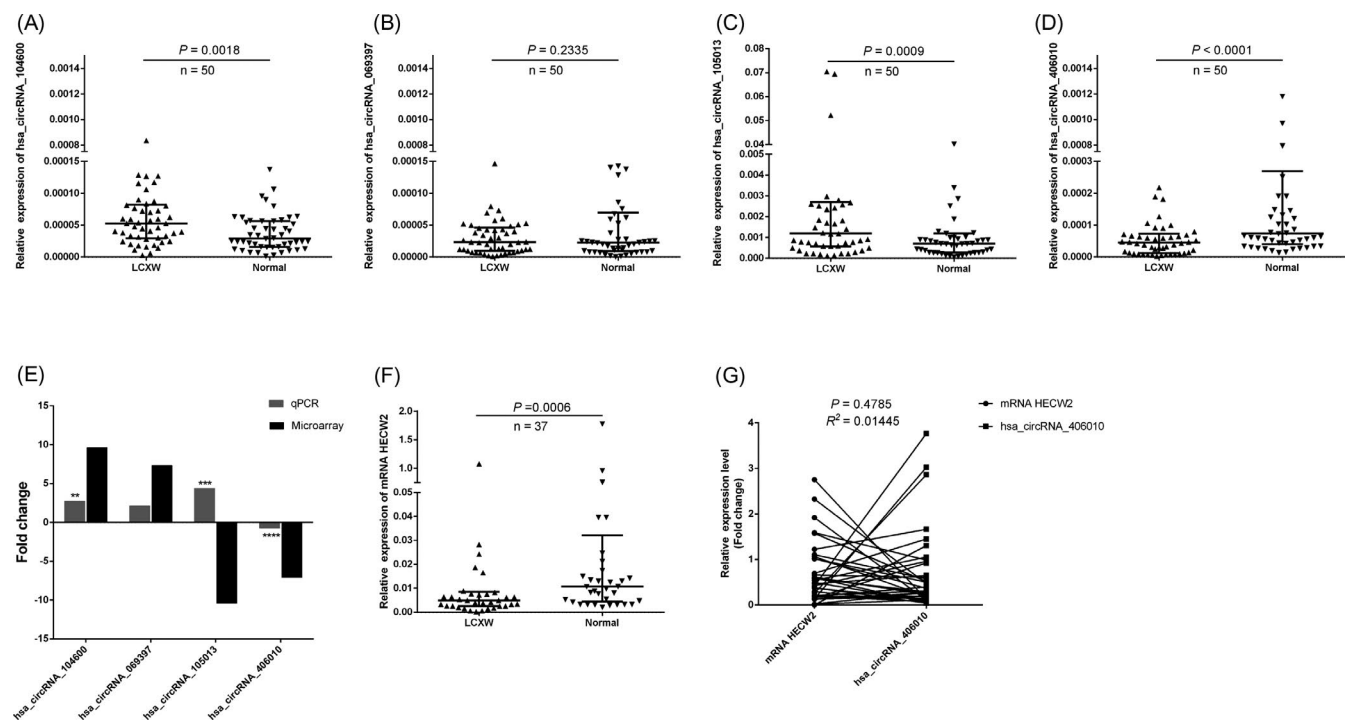 (A)
P = 0.0018
n = 50
Relative expression of hsa_circRNA_104600
0.0014
0.0012
0.0010
0.0008
0.00015
0.00010
0.00005
0.00000
LCXW Normal
(B)
P = 0.2335
n = 50
Relative expression of hsa_circRNA_069397
0.0014
0.0012
0.0010
0.0008
0.00015
0.00010
0.00005
0.00000
LCXW Normal
(C)
P = 0.0009
n = 50
Relative expression of hsa_circRNA_105013
0.08
0.07
0.06
0.05
0.04
0.005
0.004
0.003
0.002
0.001
0.000
LCXW Normal
(D)
P < 0.0001
n = 50
Relative expression of hsa_circRNA_406010
0.0014
0.0012
0.0010
0.0008
0.0003
0.0002
0.0001
0.0000
LCXW Normal
(E)
qPCR
Microarray
Fold change
15
10
5
0
-5
-10
-15
**
***
****
hsa_circRNA_104600
hsa_circRNA_069397
hsa_circRNA_105013
hsa_circRNA_406010
(F)
P =0.0006
n = 37
Relative expression of mRNA HECW2
2.0
1.5
1.0
0.5
0.05
0.04
0.03
0.02
0.01
0.00
LCXW Normal
(G)
P = 0.4785
R² = 0.01445
mRNA HECW2
hsa_circRNA_406010
Relative expression level
(Fold change)
4
3
2
1
0
mRNA HECW2
hsa_circRNA_406010